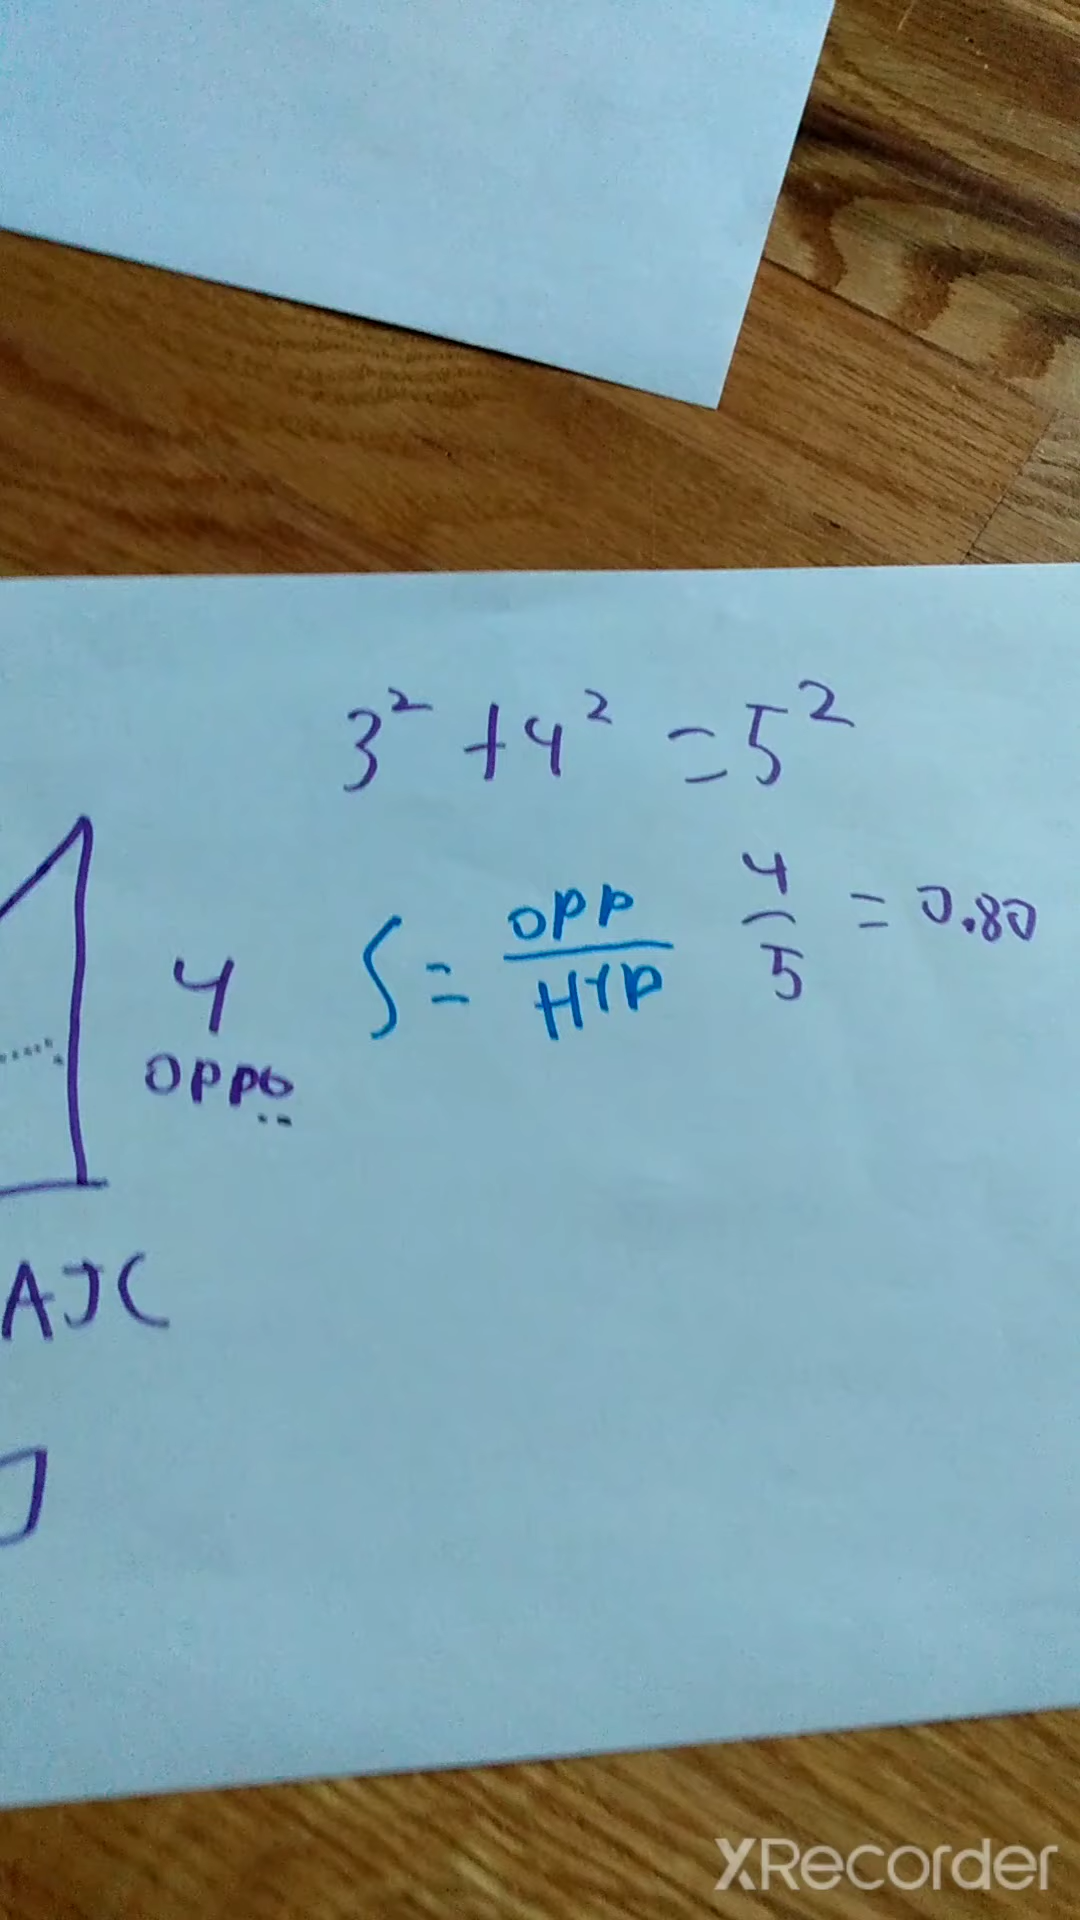 3² + 4² = 5²
S = OPP/HYP 4/5 = 0.80
4
OPPO
AJC
XRecorder